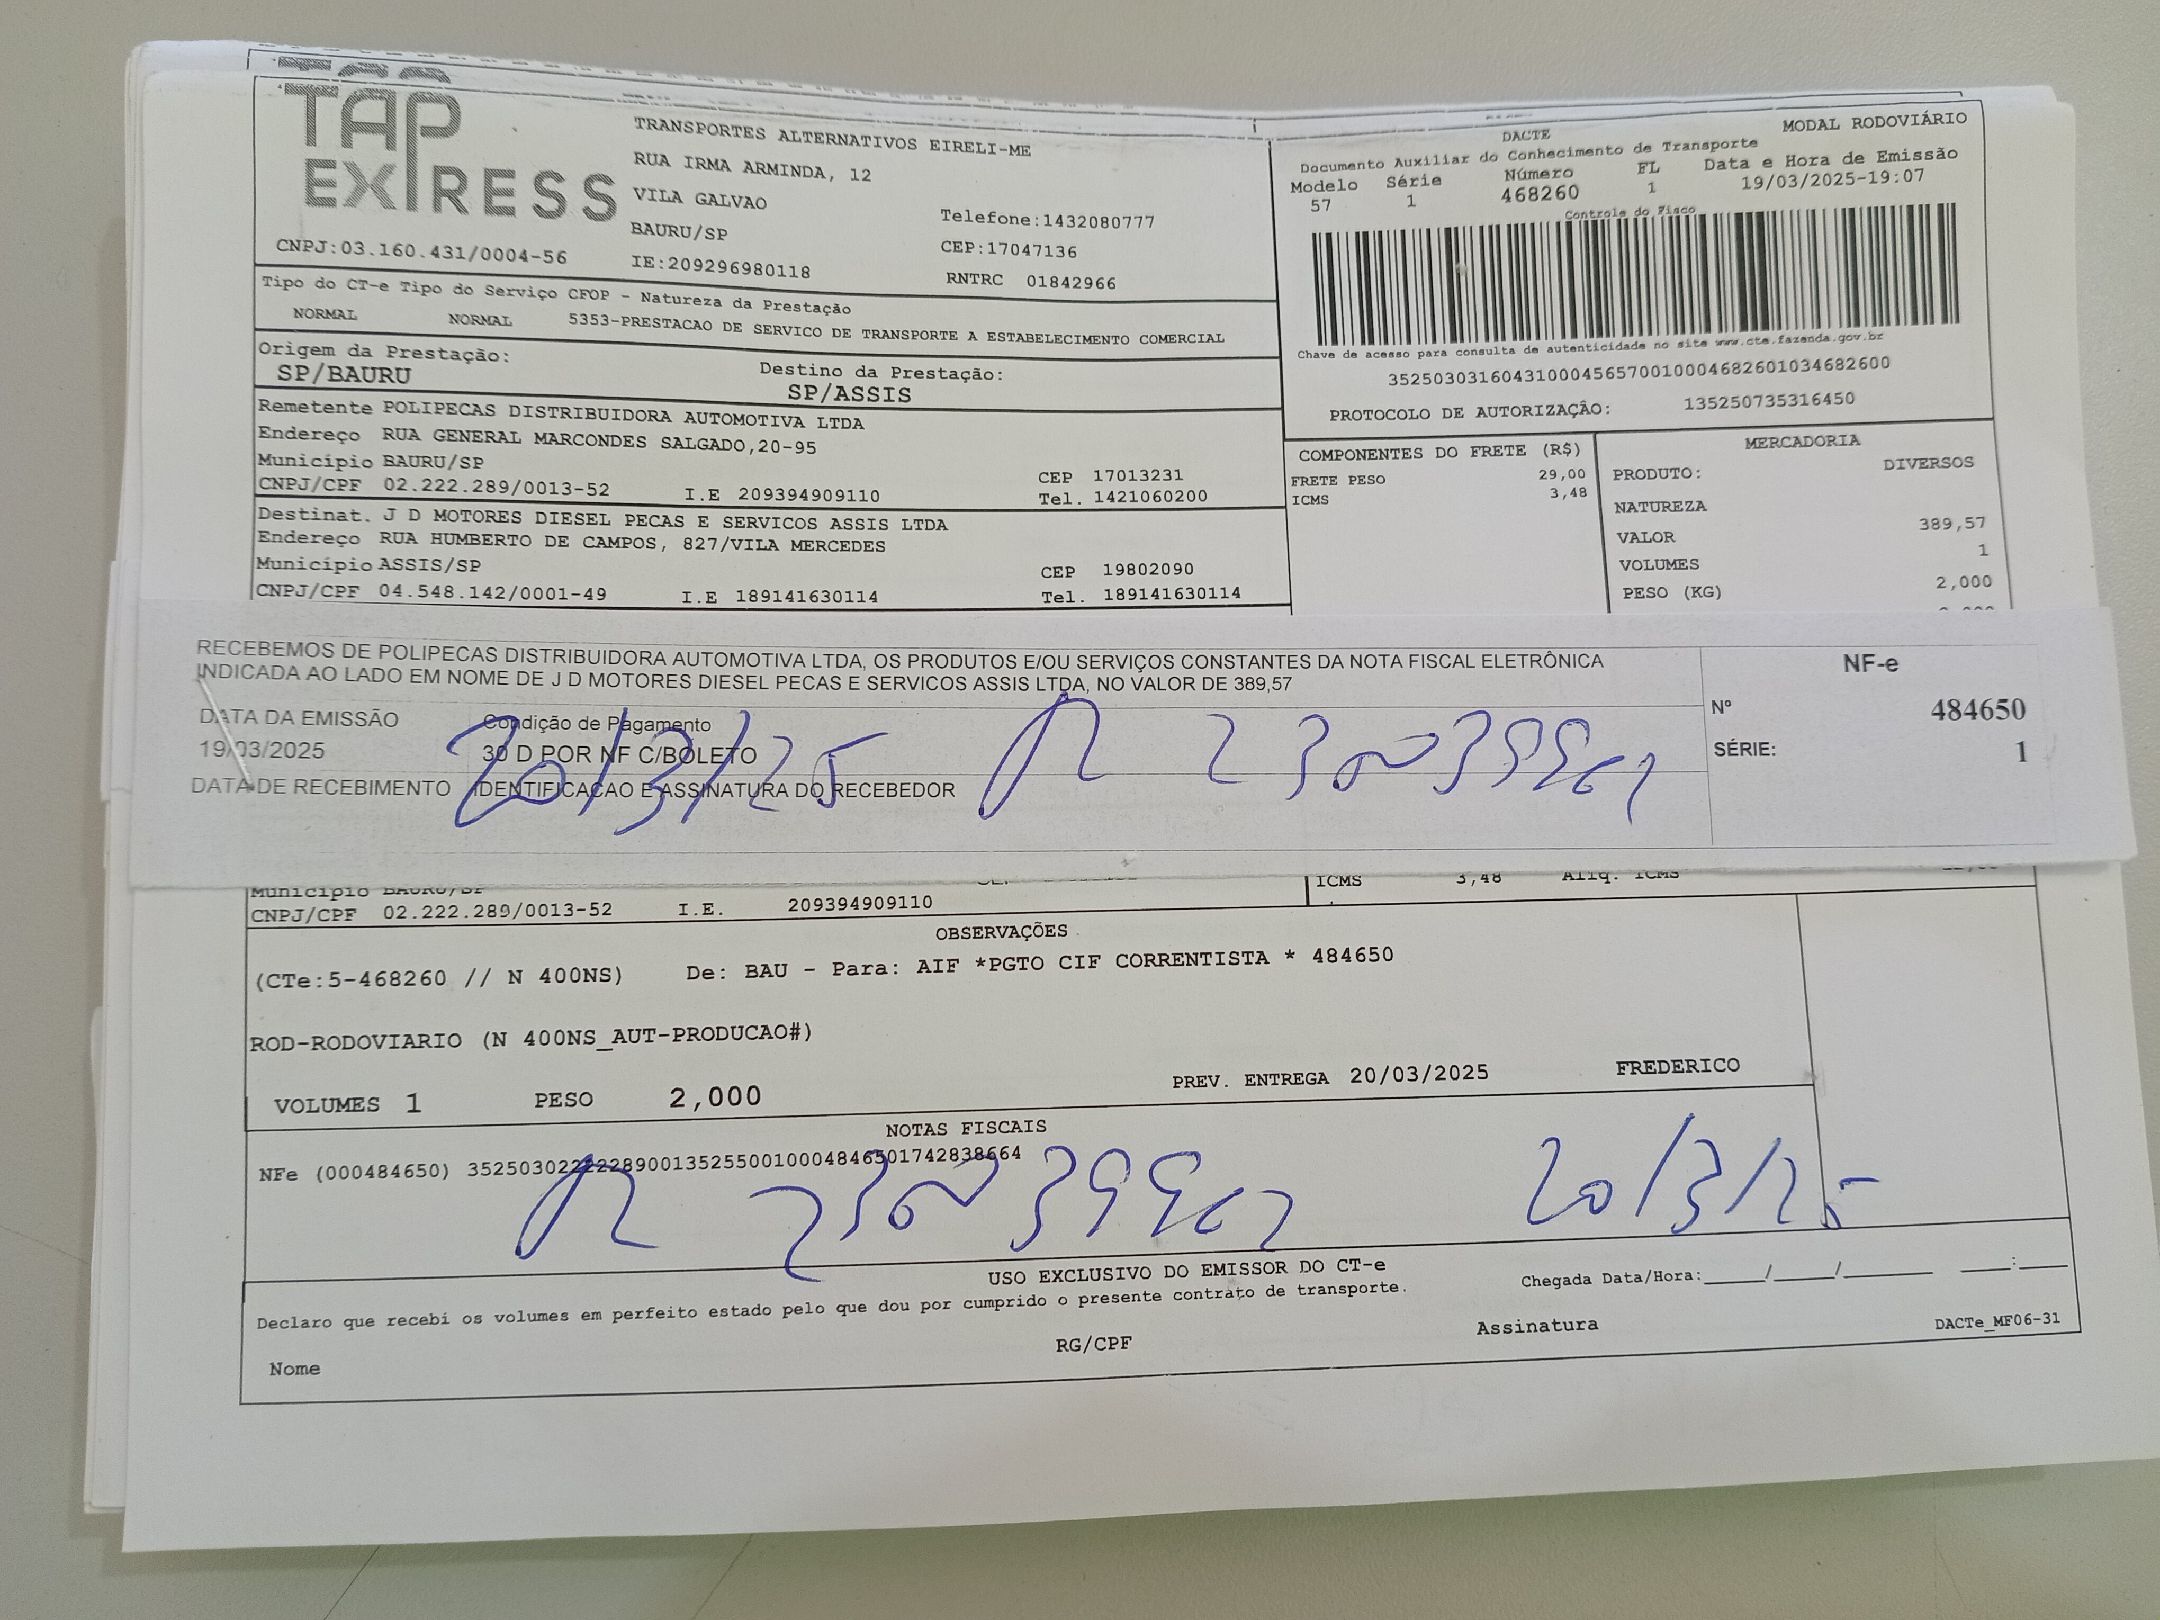 TAP
EXPRESS
TRANSPORTES ALTERNATIVOS EIRELI-ME
RUA IRMA ARMINDA, 12
VILA GALVAO
BAURU/SP
IE:209296980118
Telefone:1432080777
CEP:17047136
RNTRC 01842966
CNPJ:03.160.431/0004-56
DACTE
MODAL RODOVIÁRIO
Documento Auxiliar do Conhecimento de Transporte
Modelo Série Número FL Data e Hora de Emissão
57 1 468260 1 19/03/2025-19:07
Controle do Fisco
Chave de acesso para consulta de autenticidade no site www.cte.fazenda.gov.br
35250303160431000456570010004682601034682600
PROTOCOLO DE AUTORIZAÇÃO: 135250735316450
Tipo do CT-e Tipo do Serviço CFOP - Natureza da Prestação
NORMAL NORMAL 5353-PRESTACAO DE SERVICO DE TRANSPORTE A ESTABELECIMENTO COMERCIAL
Origem da Prestação: Destino da Prestação:
SP/BAURU SP/ASSIS
Remetente POLIPECAS DISTRIBUIDORA AUTOMOTIVA LTDA
Endereço RUA GENERAL MARCONDES SALGADO,20-95
Município BAURU/SP CEP 17013231
CNPJ/CPF 02.222.289/0013-52 I.E 209394909110 Tel. 1421060200
Destinat. J D MOTORES DIESEL PECAS E SERVICOS ASSIS LTDA
Endereço RUA HUMBERTO DE CAMPOS, 827/VILA MERCEDES
Município ASSIS/SP CEP 19802090
CNPJ/CPF 04.548.142/0001-49 I.E 189141630114 Tel. 189141630114
COMPONENTES DO FRETE (R$)
FRETE PESO 29,00
ICMS 3,48
MERCADORIA
PRODUTO: DIVERSOS
NATUREZA
VALOR 389,57
VOLUMES 1
PESO (KG) 2,000
RECEBEMOS DE POLIPECAS DISTRIBUIDORA AUTOMOTIVA LTDA, OS PRODUTOS E/OU SERVIÇOS CONSTANTES DA NOTA FISCAL ELETRÔNICA
INDICADA AO LADO EM NOME DE J D MOTORES DIESEL PECAS E SERVICOS ASSIS LTDA, NO VALOR DE 389,57
DATA DA EMISSÃO Condição de Pagamento
19/03/2025 30 D POR NF C/BOLETO
DATA DE RECEBIMENTO IDENTIFICACAO E ASSINATURA DO RECEBEDOR
20/3/25
NF-e
Nº 484650
SÉRIE: 1
Município BAURU/SP
CNPJ/CPF 02.222.289/0013-52 I.E. 209394909110
ICMS 3,48 Aliq. ICMS
OBSERVAÇÕES
(CTe:5-468260 // N 400NS) De: BAU - Para: AIF *PGTO CIF CORRENTISTA * 484650
ROD-RODOVIARIO (N 400NS_AUT-PRODUCAO#)
VOLUMES 1 PESO 2,000 PREV. ENTREGA 20/03/2025 FREDERICO
NOTAS FISCAIS
NFe (000484650) 35250302222289001352550010004846501742838664
20/3/25
USO EXCLUSIVO DO EMISSOR DO CT-e
Declaro que recebi os volumes em perfeito estado pelo que dou por cumprido o presente contrato de transporte.
Chegada Data/Hora:_____/_____/_______ ____:____
Nome RG/CPF Assinatura
DACTe_MF06-31